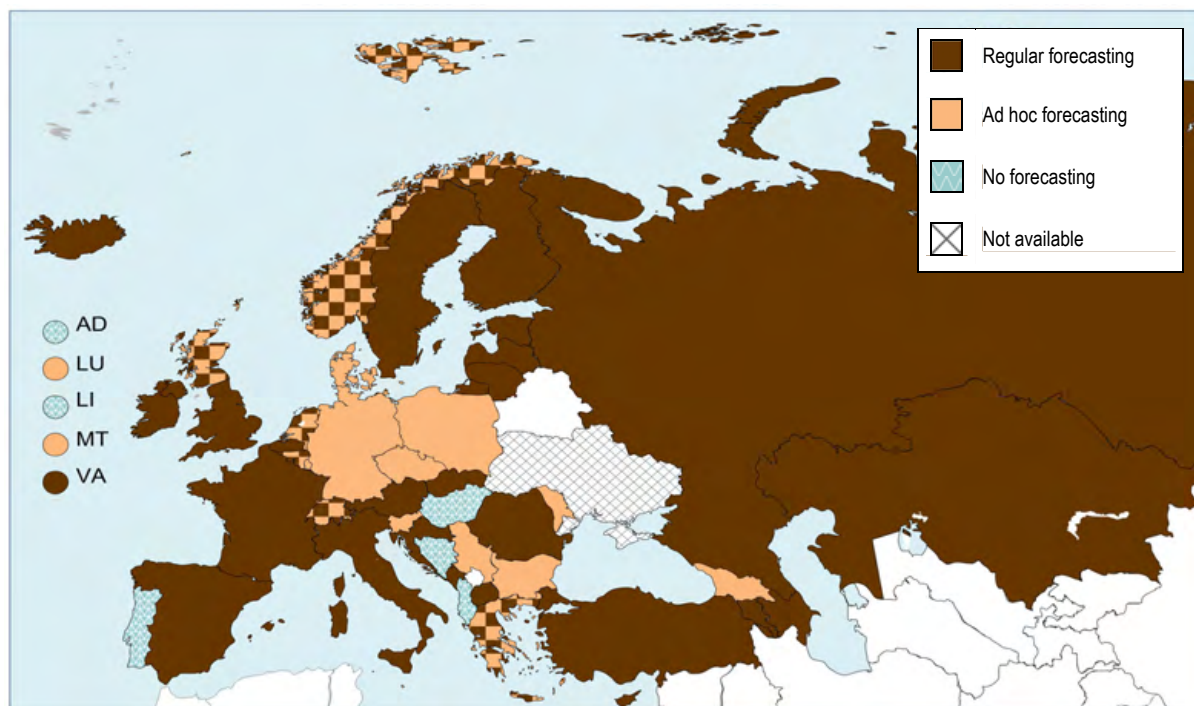 Regular forecasting
Ad hoc forecasting
No forecasting
Not available
AD
LU
LI
MT
VA